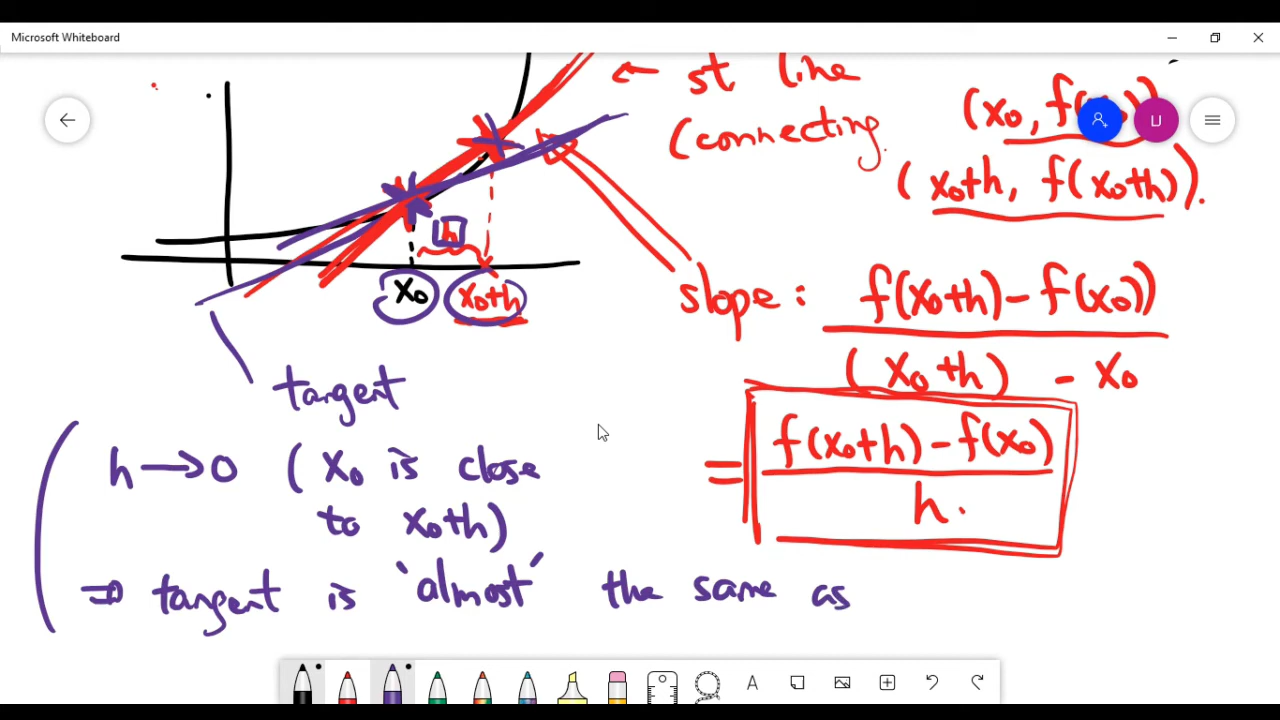 Microsoft Whiteboard
← st line
(connecting
(x₀, f(
(x₀+h, f(x₀+h)).
h
x₀
x₀+h
slope: f(x₀+h) - f(x₀)
(x₀+h) - x₀
tangent
= f(x₀+h) - f(x₀)
h.
h → 0 (x₀ is close
to x₀+h)
⇒ tangent is 'almost' the same as
U
A